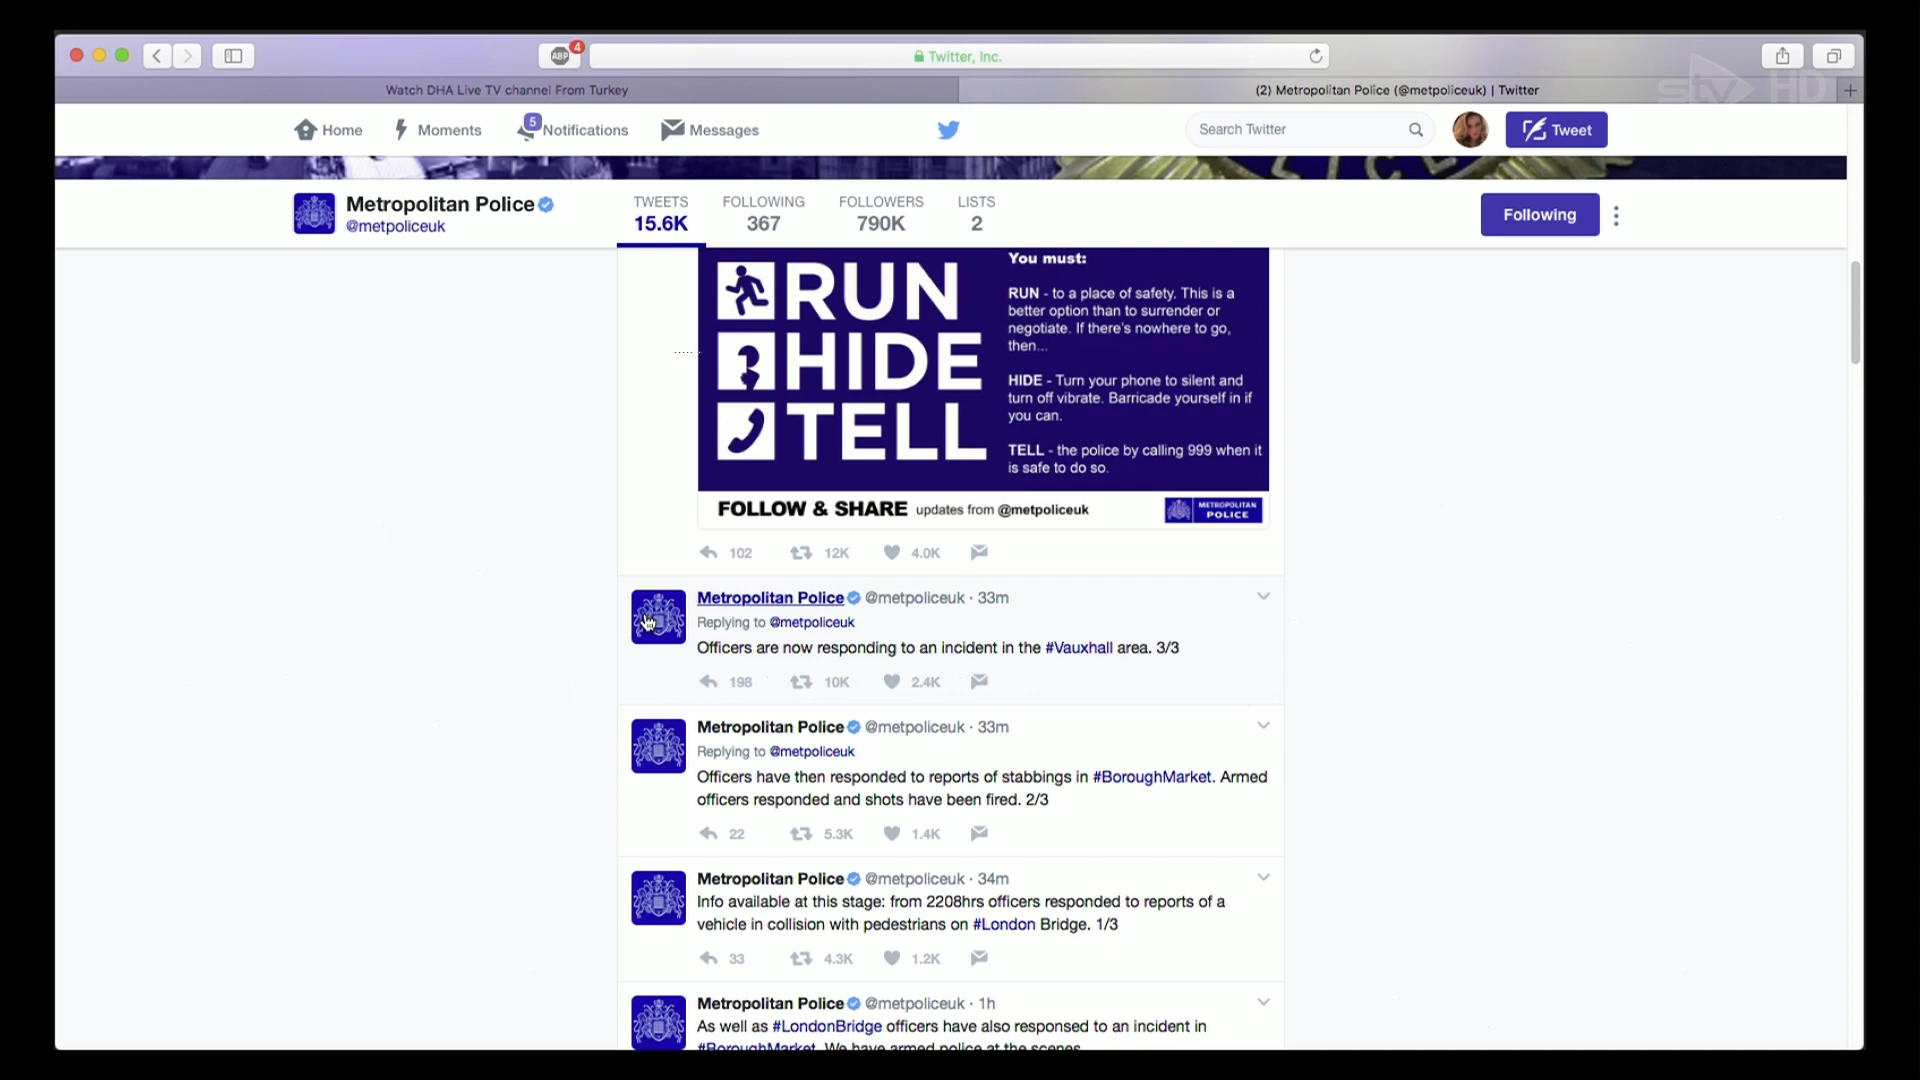 ABP
4
Twitter, Inc.
stv HD
Watch DHA Live TV channel From Turkey
(2) Metropolitan Police (@metpoliceuk) | Twitter
Home
Moments
5
Notifications
Messages
Search Twitter
Tweet
Metropolitan Police
@metpoliceuk
TWEETS
15.6K
FOLLOWING
367
FOLLOWERS
790K
LISTS
2
Following
RUN
HIDE
TELL
You must:
RUN - to a place of safety. This is a
better option than to surrender or
negotiate. If there's nowhere to go,
then...
HIDE - Turn your phone to silent and
turn off vibrate. Barricade yourself in if
you can.
TELL - the police by calling 999 when it
is safe to do so.
FOLLOW & SHARE updates from @metpoliceuk
METROPOLITAN
POLICE
102 12K 4.0K
Metropolitan Police @metpoliceuk · 33m
Replying to @metpoliceuk
Officers are now responding to an incident in the #Vauxhall area. 3/3
198 10K 2.4K
Metropolitan Police @metpoliceuk · 33m
Replying to @metpoliceuk
Officers have then responded to reports of stabbings in #BoroughMarket. Armed
officers responded and shots have been fired. 2/3
22 5.3K 1.4K
Metropolitan Police @metpoliceuk · 34m
Info available at this stage: from 2208hrs officers responded to reports of a
vehicle in collision with pedestrians on #London Bridge. 1/3
33 4.3K 1.2K
Metropolitan Police @metpoliceuk · 1h
As well as #LondonBridge officers have also responsed to an incident in
#BoroughMarket. We have armed police at the scenes